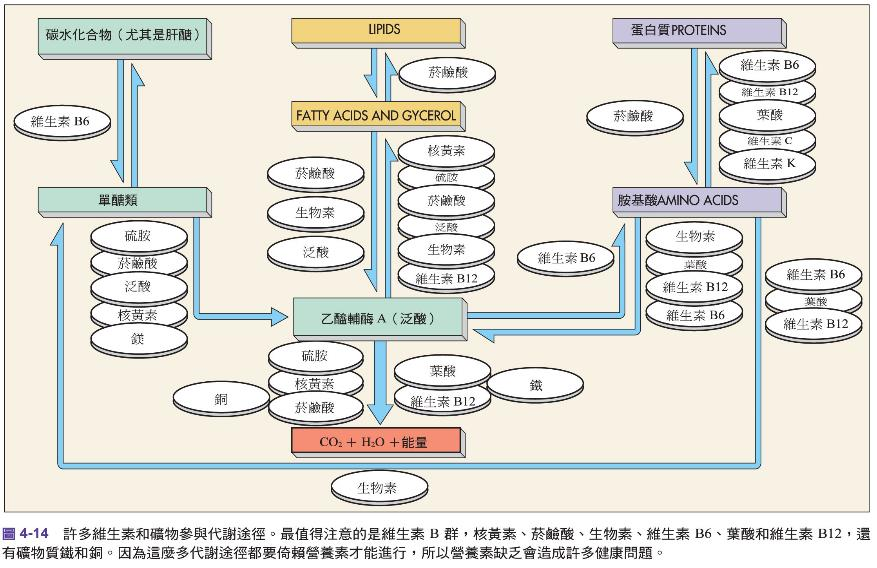 碳水化合物（尤其是肝醣）
LIPIDS
蛋白質PROTEINS
菸鹼酸
維生素 B6
維生素 B12
葉酸
維生素 C
維生素 K
菸鹼酸
維生素 B6
FATTY ACIDS AND GYCEROL
單醣類
胺基酸AMINO ACIDS
菸鹼酸
生物素
泛酸
核黃素
硫胺
菸鹼酸
泛酸
生物素
維生素 B12
硫胺
菸鹼酸
泛酸
核黃素
鎂
維生素 B6
生物素
葉酸
維生素 B12
維生素 B6
維生素 B6
葉酸
維生素 B12
乙醯輔酶 A（泛酸）
硫胺
核黃素
菸鹼酸
銅
葉酸
維生素 B12
鐵
CO₂ + H₂O + 能量
生物素
圖 4-14 許多維生素和礦物參與代謝途徑。最值得注意的是維生素 B 群，核黃素、菸鹼酸、生物素、維生素 B6、葉酸和維生素 B12，還
有礦物質鐵和銅。因為這麼多代謝途徑都要倚賴營養素才能進行，所以營養素缺乏會造成許多健康問題。